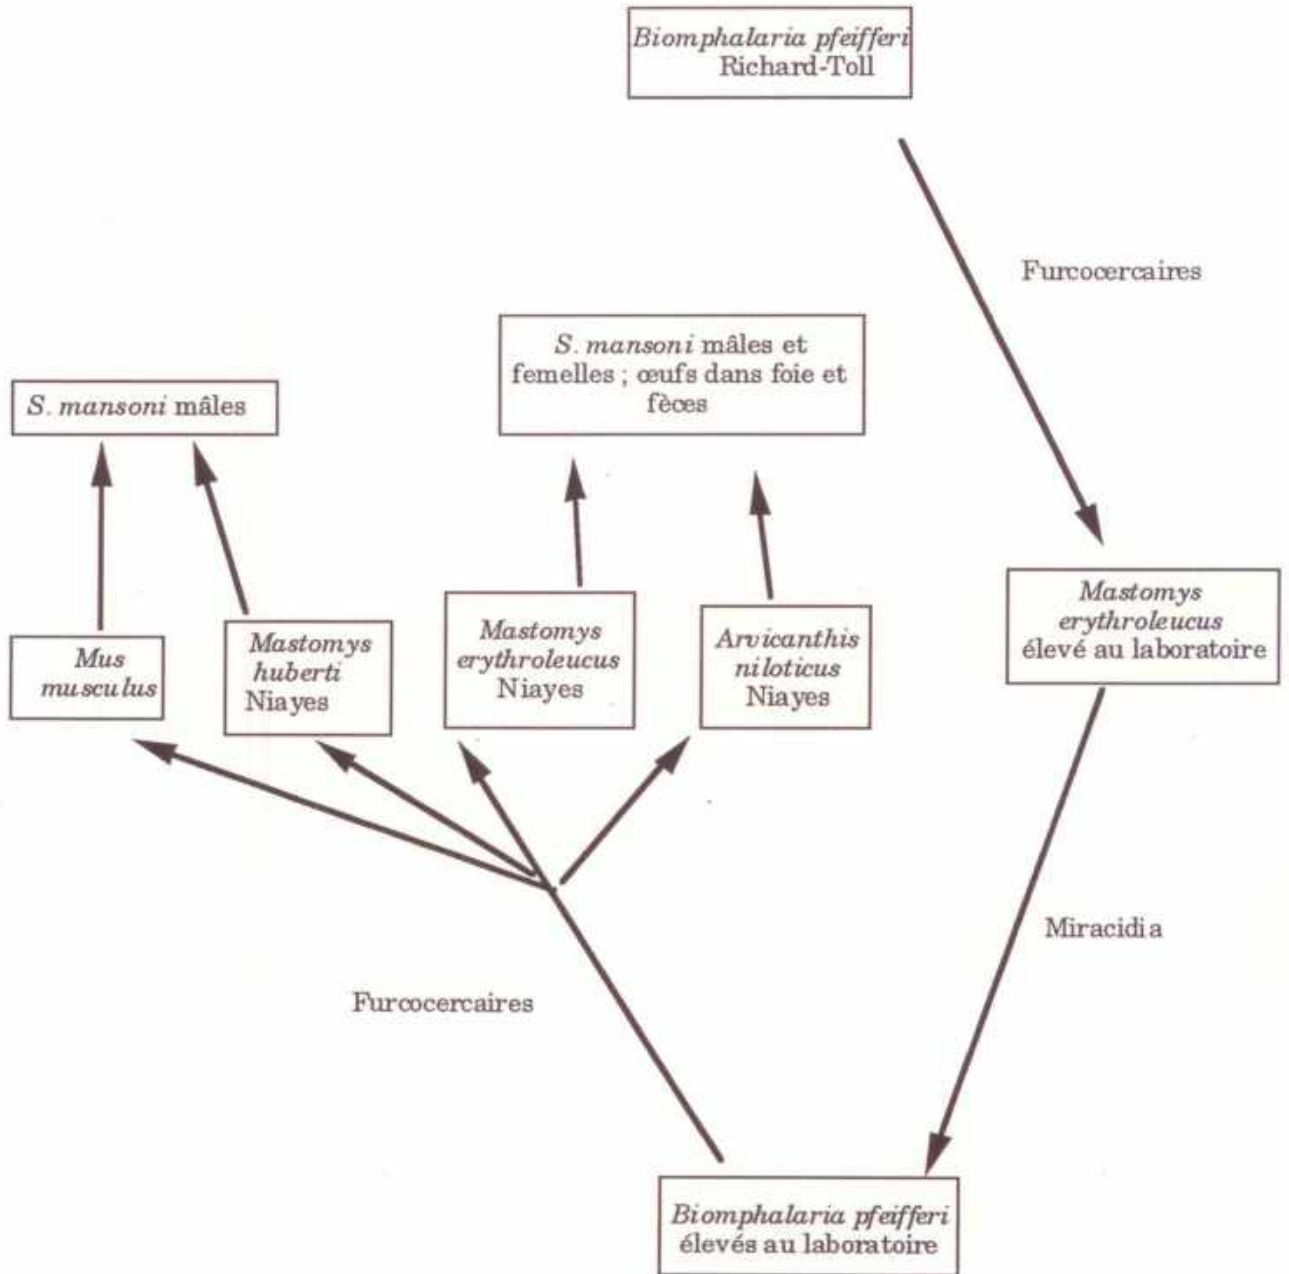 Biomphalaria pfeifferi
Richard-Toll
Furcocercaires
S. mansoni mâles et
femelles ; œufs dans foie et
fèces
S. mansoni mâles
Mastomys
erythroleucus
élevé au laboratoire
Mus
musculus
Mastomys
huberti
Niayes
Mastomys
erythroleucus
Niayes
Arvicanthis
niloticus
Niayes
Miracidia
Furcocercaires
Biomphalaria pfeifferi
élevés au laboratoire